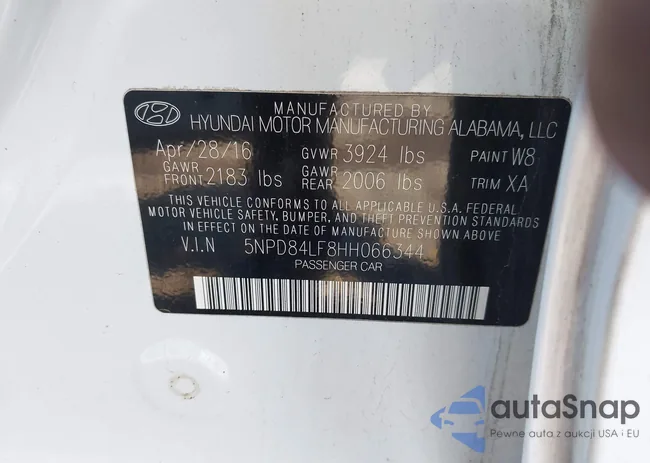 MANUFACTURED BY
HYUNDAI MOTOR MANUFACTURING ALABAMA, LLC
Apr/28/16 GVWR 3924 lbs PAINT W8
GAWR FRONT 2183 lbs GAWR REAR 2006 lbs TRIM XA
THIS VEHICLE CONFORMS TO ALL APPLICABLE U.S.A. FEDERAL
MOTOR VEHICLE SAFETY, BUMPER, AND THEFT PREVENTION STANDARDS
IN EFFECT ON THE DATE OF MANUFACTURE SHOWN ABOVE.
V.I.N 5NPD84LF8HH066344
PASSENGER CAR
autaSnap
Pewne auta z aukcji USA i EU